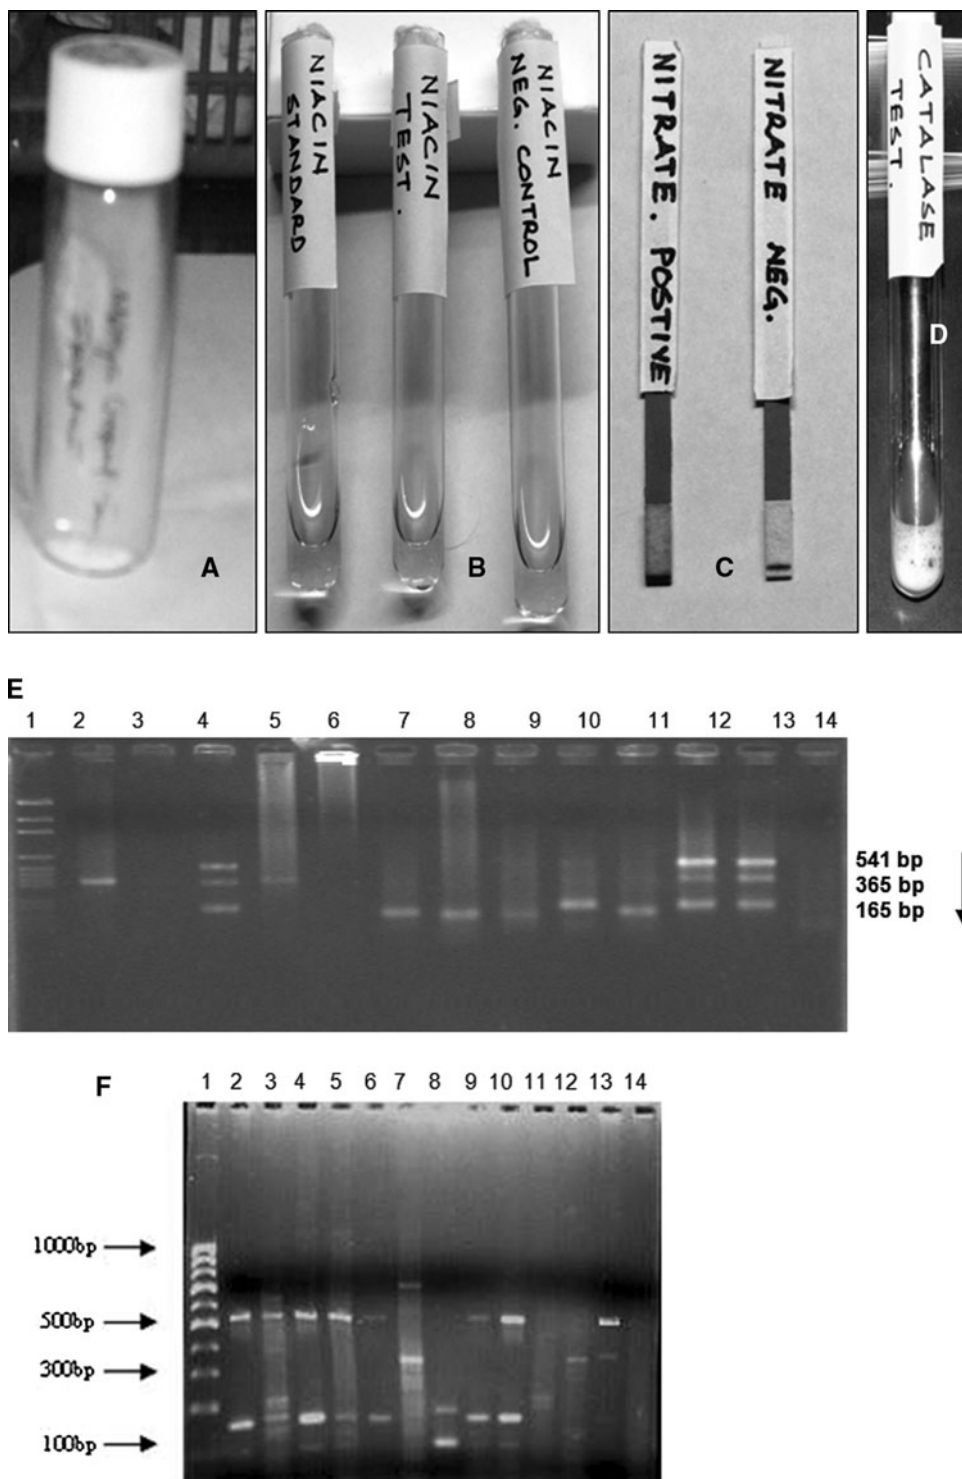 NIACIN
STANDARD
NIACIN
TEST.
NIACIN
NEG. CONTROL
NITRATE. POSTIVE
NITRATE NEG.
CATALASE
TEST.
A
B
C
D
E
1 2 3 4 5 6 7 8 9 10 11 12 13 14
541 bp
365 bp
165 bp
F
1 2 3 4 5 6 7 8 9 10 11 12 13 14
1000bp
500bp
300bp
100bp